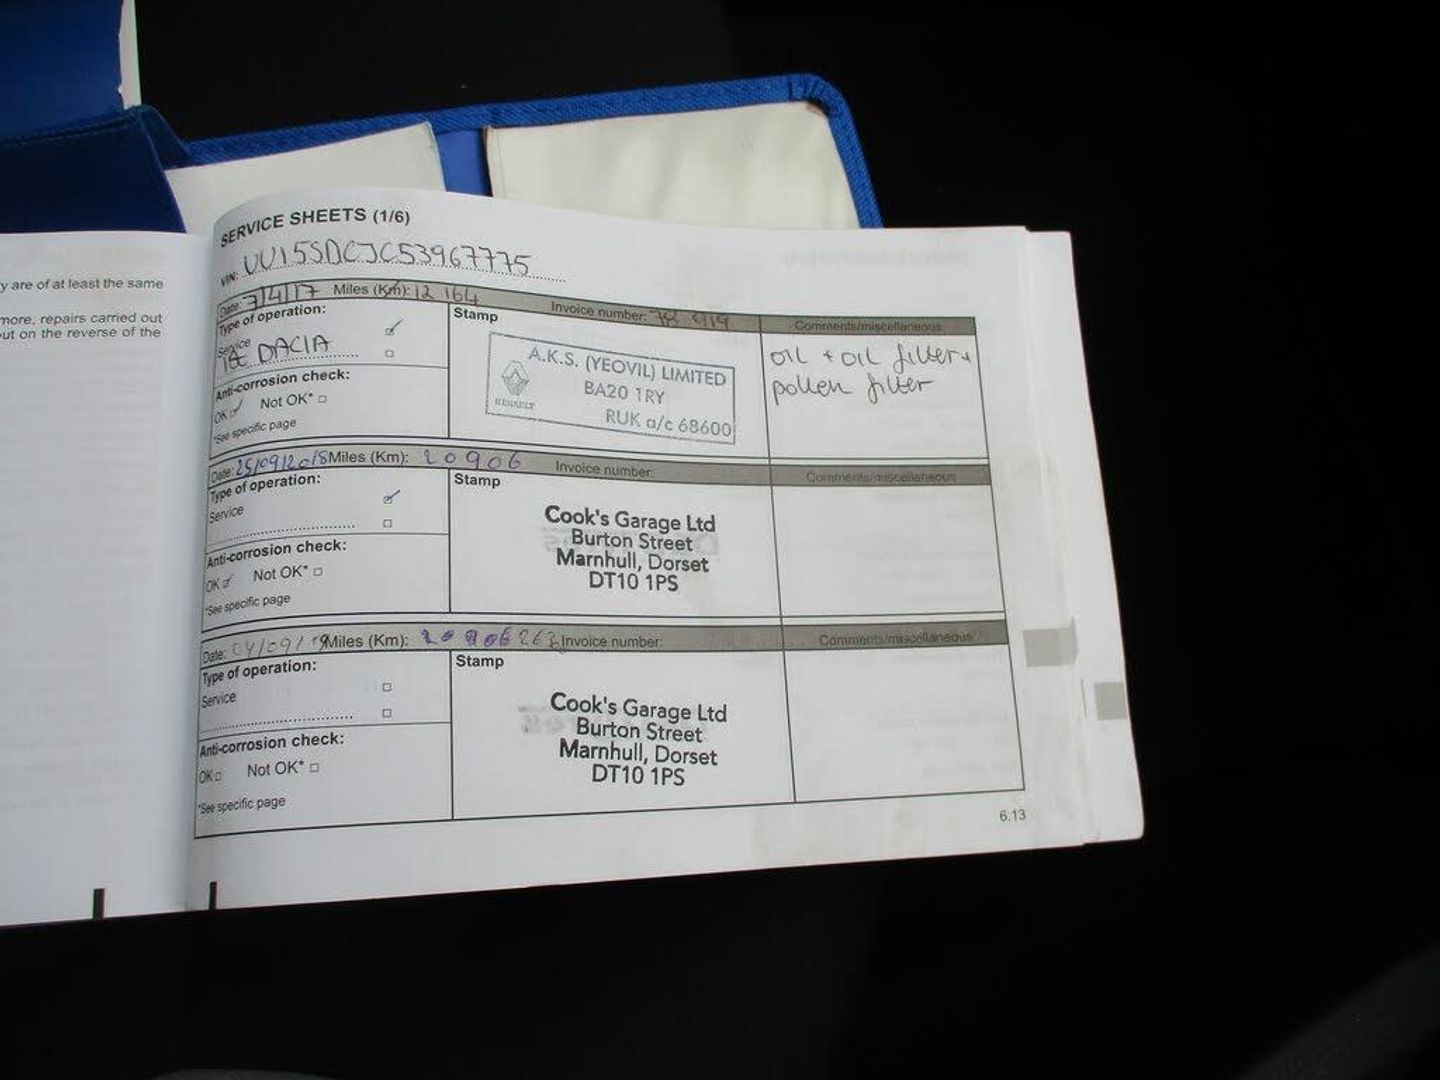 y are of at least the same
more, repairs carried out
ut on the reverse of the
SERVICE SHEETS (1/6)
VIN: UU15SDCJC53967775
Date: 7/4/17 Miles (Km): 12 164 Invoice number: Comments/miscellaneous
Type of operation:
Service
1st DACIA
Anti-corrosion check:
OK Not OK*
*See specific page
Stamp
A.K.S. (YEOVIL) LIMITED
BA20 1RY
RUK a/c 68600
RENAULT
oil + oil filter +
pollen filter
Date: 25/09/2018 Miles (Km): 20906 Invoice number: Comments/miscellaneous
Type of operation:
Service
Anti-corrosion check:
OK Not OK*
*See specific page
Stamp
Cook's Garage Ltd
Burton Street
Marnhull, Dorset
DT10 1PS
Date: 04/09/19 Miles (Km): Invoice number: Comments/miscellaneous
Type of operation:
Service
Anti-corrosion check:
OK Not OK*
*See specific page
Stamp
Cook's Garage Ltd
Burton Street
Marnhull, Dorset
DT10 1PS
6.13